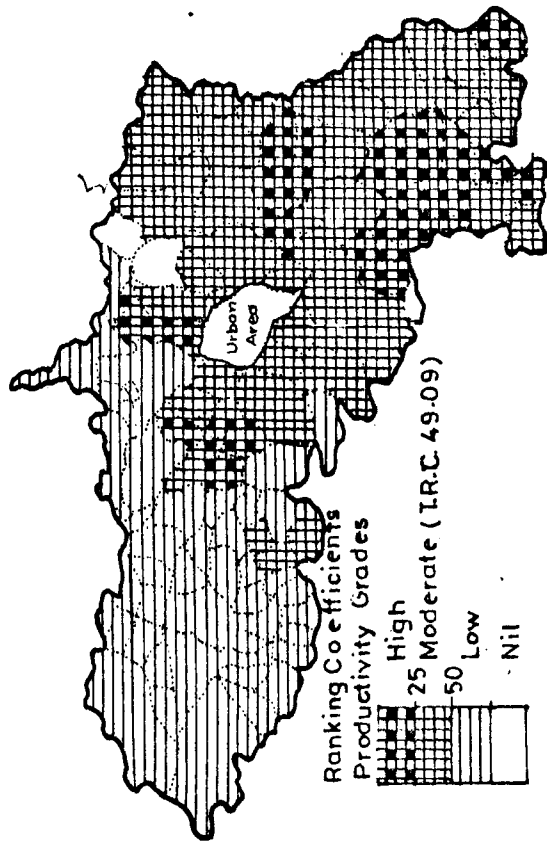 Urban
Area
Ranking Coefficients
Productivity Grades
High
25
Moderate (T.R.C. 49.09)
50
Low
Nil